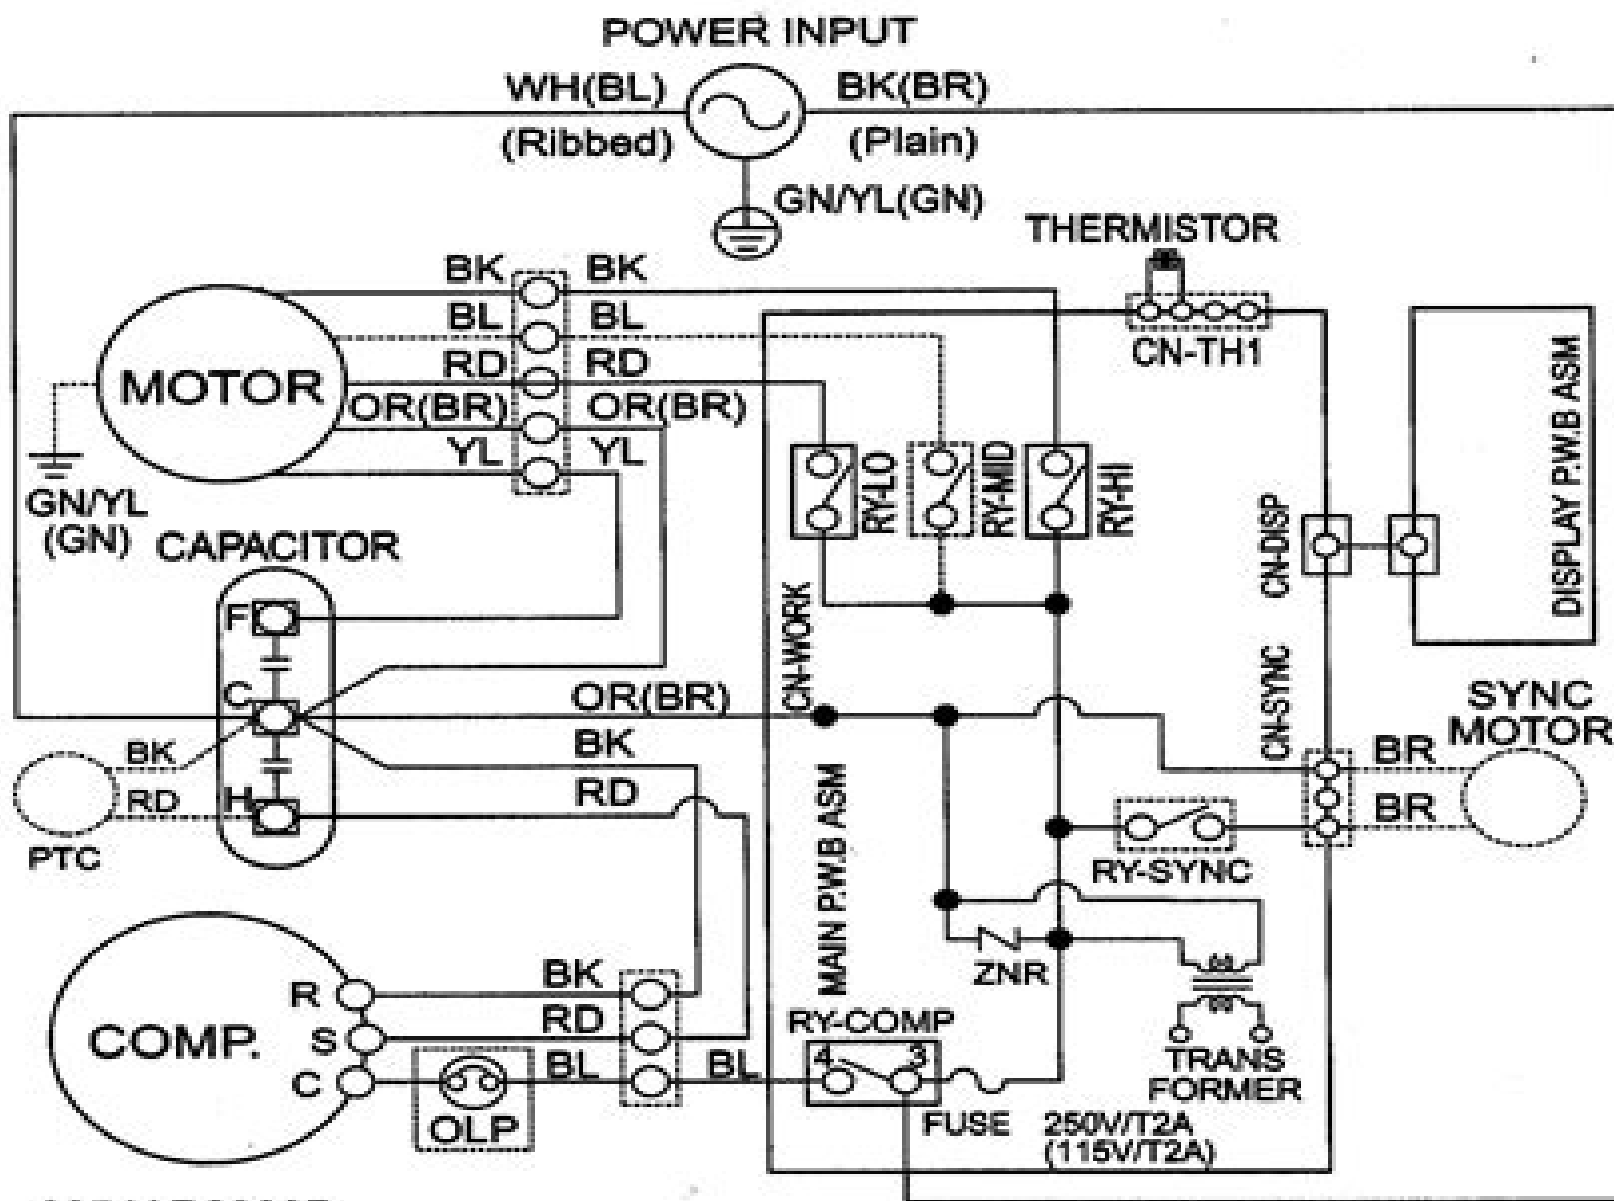 POWER INPUT
WH(BL)
BK(BR)
(Ribbed)
(Plain)
GN/YL(GN)
THERMISTOR
BK
BK
BL
BL
CN-TH1
RD
RD
MOTOR
OR(BR)
OR(BR)
YL
YL
GN/YL
(GN)
RY-LO
RY-MID
RY-HI
CN-DISP
DISPLAY P.W.B ASM
CAPACITOR
F
CN-WORK
C
OR(BR)
CN-SYNC
SYNC
MOTOR
BK
BK
BR
RD
H
RD
BR
PTC
MAIN P.W.B ASM
RY-SYNC
ZNR
R
BK
COMP.
S
RD
RY-COMP
4
3
C
BL
BL
OLP
TRANS
FORMER
FUSE
250V/T2A
(115V/T2A)